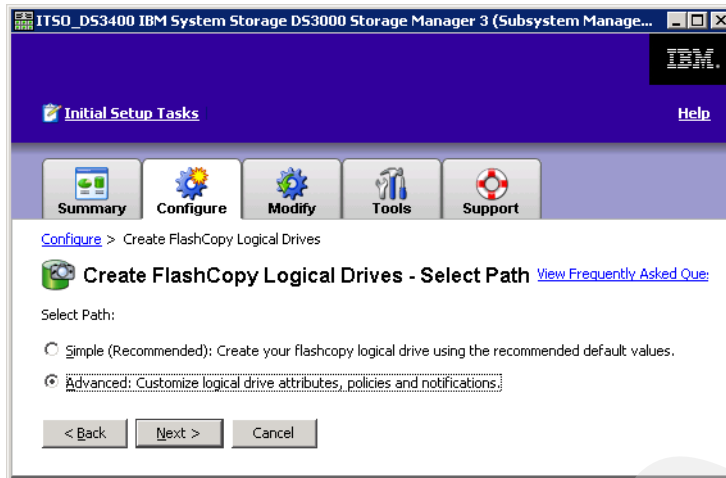 ITSO_DS3400 IBM System Storage DS3000 Storage Manager 3 (Subsystem Manage...
IBM.
Initial Setup Tasks Help
Summary Configure Modify Tools Support
Configure > Create FlashCopy Logical Drives
Create FlashCopy Logical Drives - Select Path View Frequently Asked Que
Select Path:
Simple (Recommended): Create your flashcopy logical drive using the recommended default values.
Advanced: Customize logical drive attributes, policies and notifications.
< Back Next > Cancel